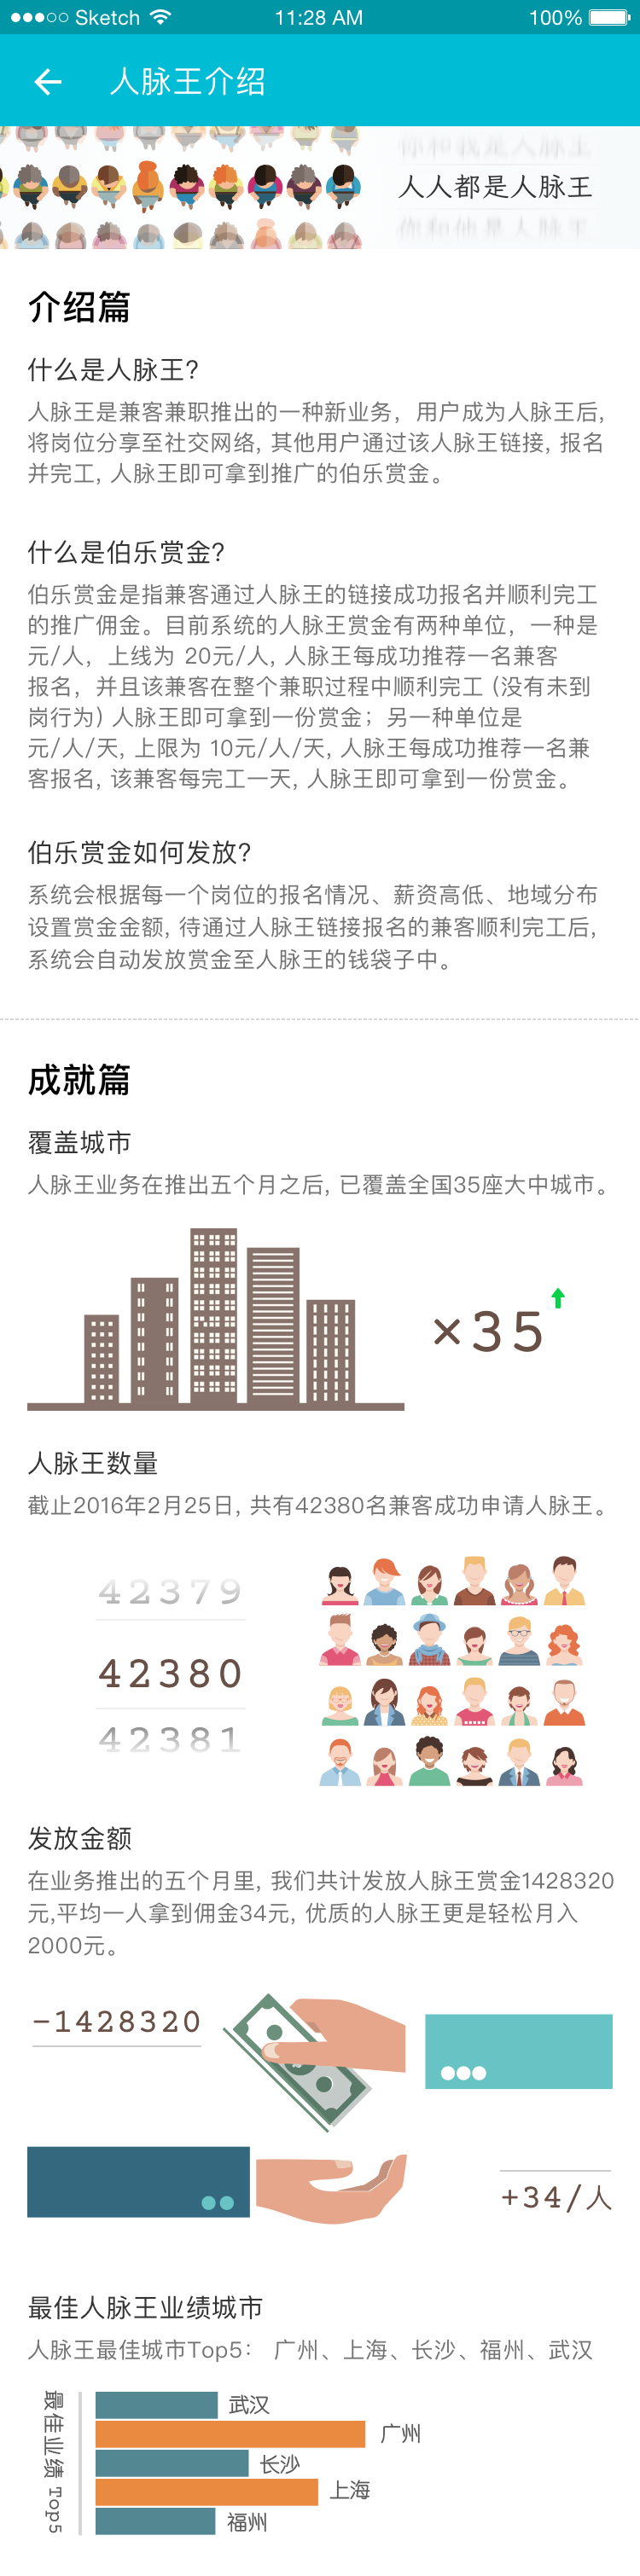 Sketch 11:28 AM 100%
人脉王介绍
你和我是人脉王
人人都是人脉王
你和他是人脉王
介绍篇
什么是人脉王?
人脉王是兼客兼职推出的一种新业务，用户成为人脉王后,
将岗位分享至社交网络, 其他用户通过该人脉王链接, 报名
并完工, 人脉王即可拿到推广的伯乐赏金。
什么是伯乐赏金?
伯乐赏金是指兼客通过人脉王的链接成功报名并顺利完工
的推广佣金。目前系统的人脉王赏金有两种单位，一种是
元/人，上线为 20元/人, 人脉王每成功推荐一名兼客
报名，并且该兼客在整个兼职过程中顺利完工 (没有未到
岗行为) 人脉王即可拿到一份赏金；另一种单位是
元/人/天, 上限为 10元/人/天, 人脉王每成功推荐一名兼
客报名, 该兼客每完工一天, 人脉王即可拿到一份赏金。
伯乐赏金如何发放?
系统会根据每一个岗位的报名情况、薪资高低、地域分布
设置赏金金额, 待通过人脉王链接报名的兼客顺利完工后,
系统会自动发放赏金至人脉王的钱袋子中。
成就篇
覆盖城市
人脉王业务在推出五个月之后, 已覆盖全国35座大中城市。
×35
人脉王数量
截止2016年2月25日, 共有42380名兼客成功申请人脉王。
42379
42380
42381
发放金额
在业务推出的五个月里, 我们共计发放人脉王赏金1428320
元,平均一人拿到佣金34元, 优质的人脉王更是轻松月入
2000元。
-1428320
+34/人
最佳人脉王业绩城市
人脉王最佳城市Top5： 广州、上海、长沙、福州、武汉
最佳业绩 Top5
武汉
广州
长沙
上海
福州